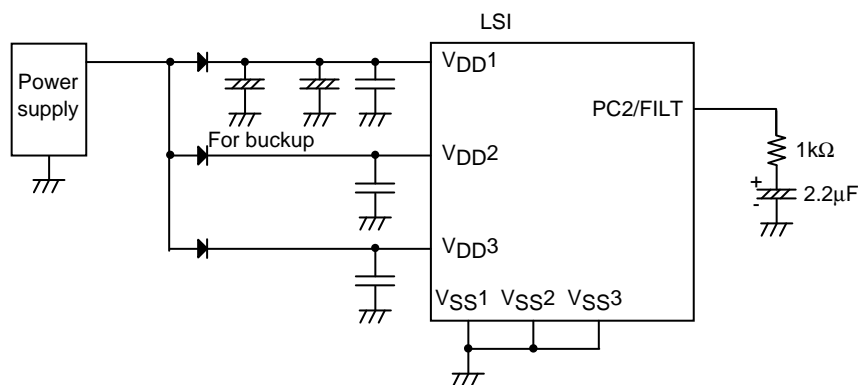 LSI
Power
supply
VDD1
PC2/FILT
For buckup
VDD2
1kΩ
+
-
2.2μF
VDD3
VSS1 VSS2 VSS3